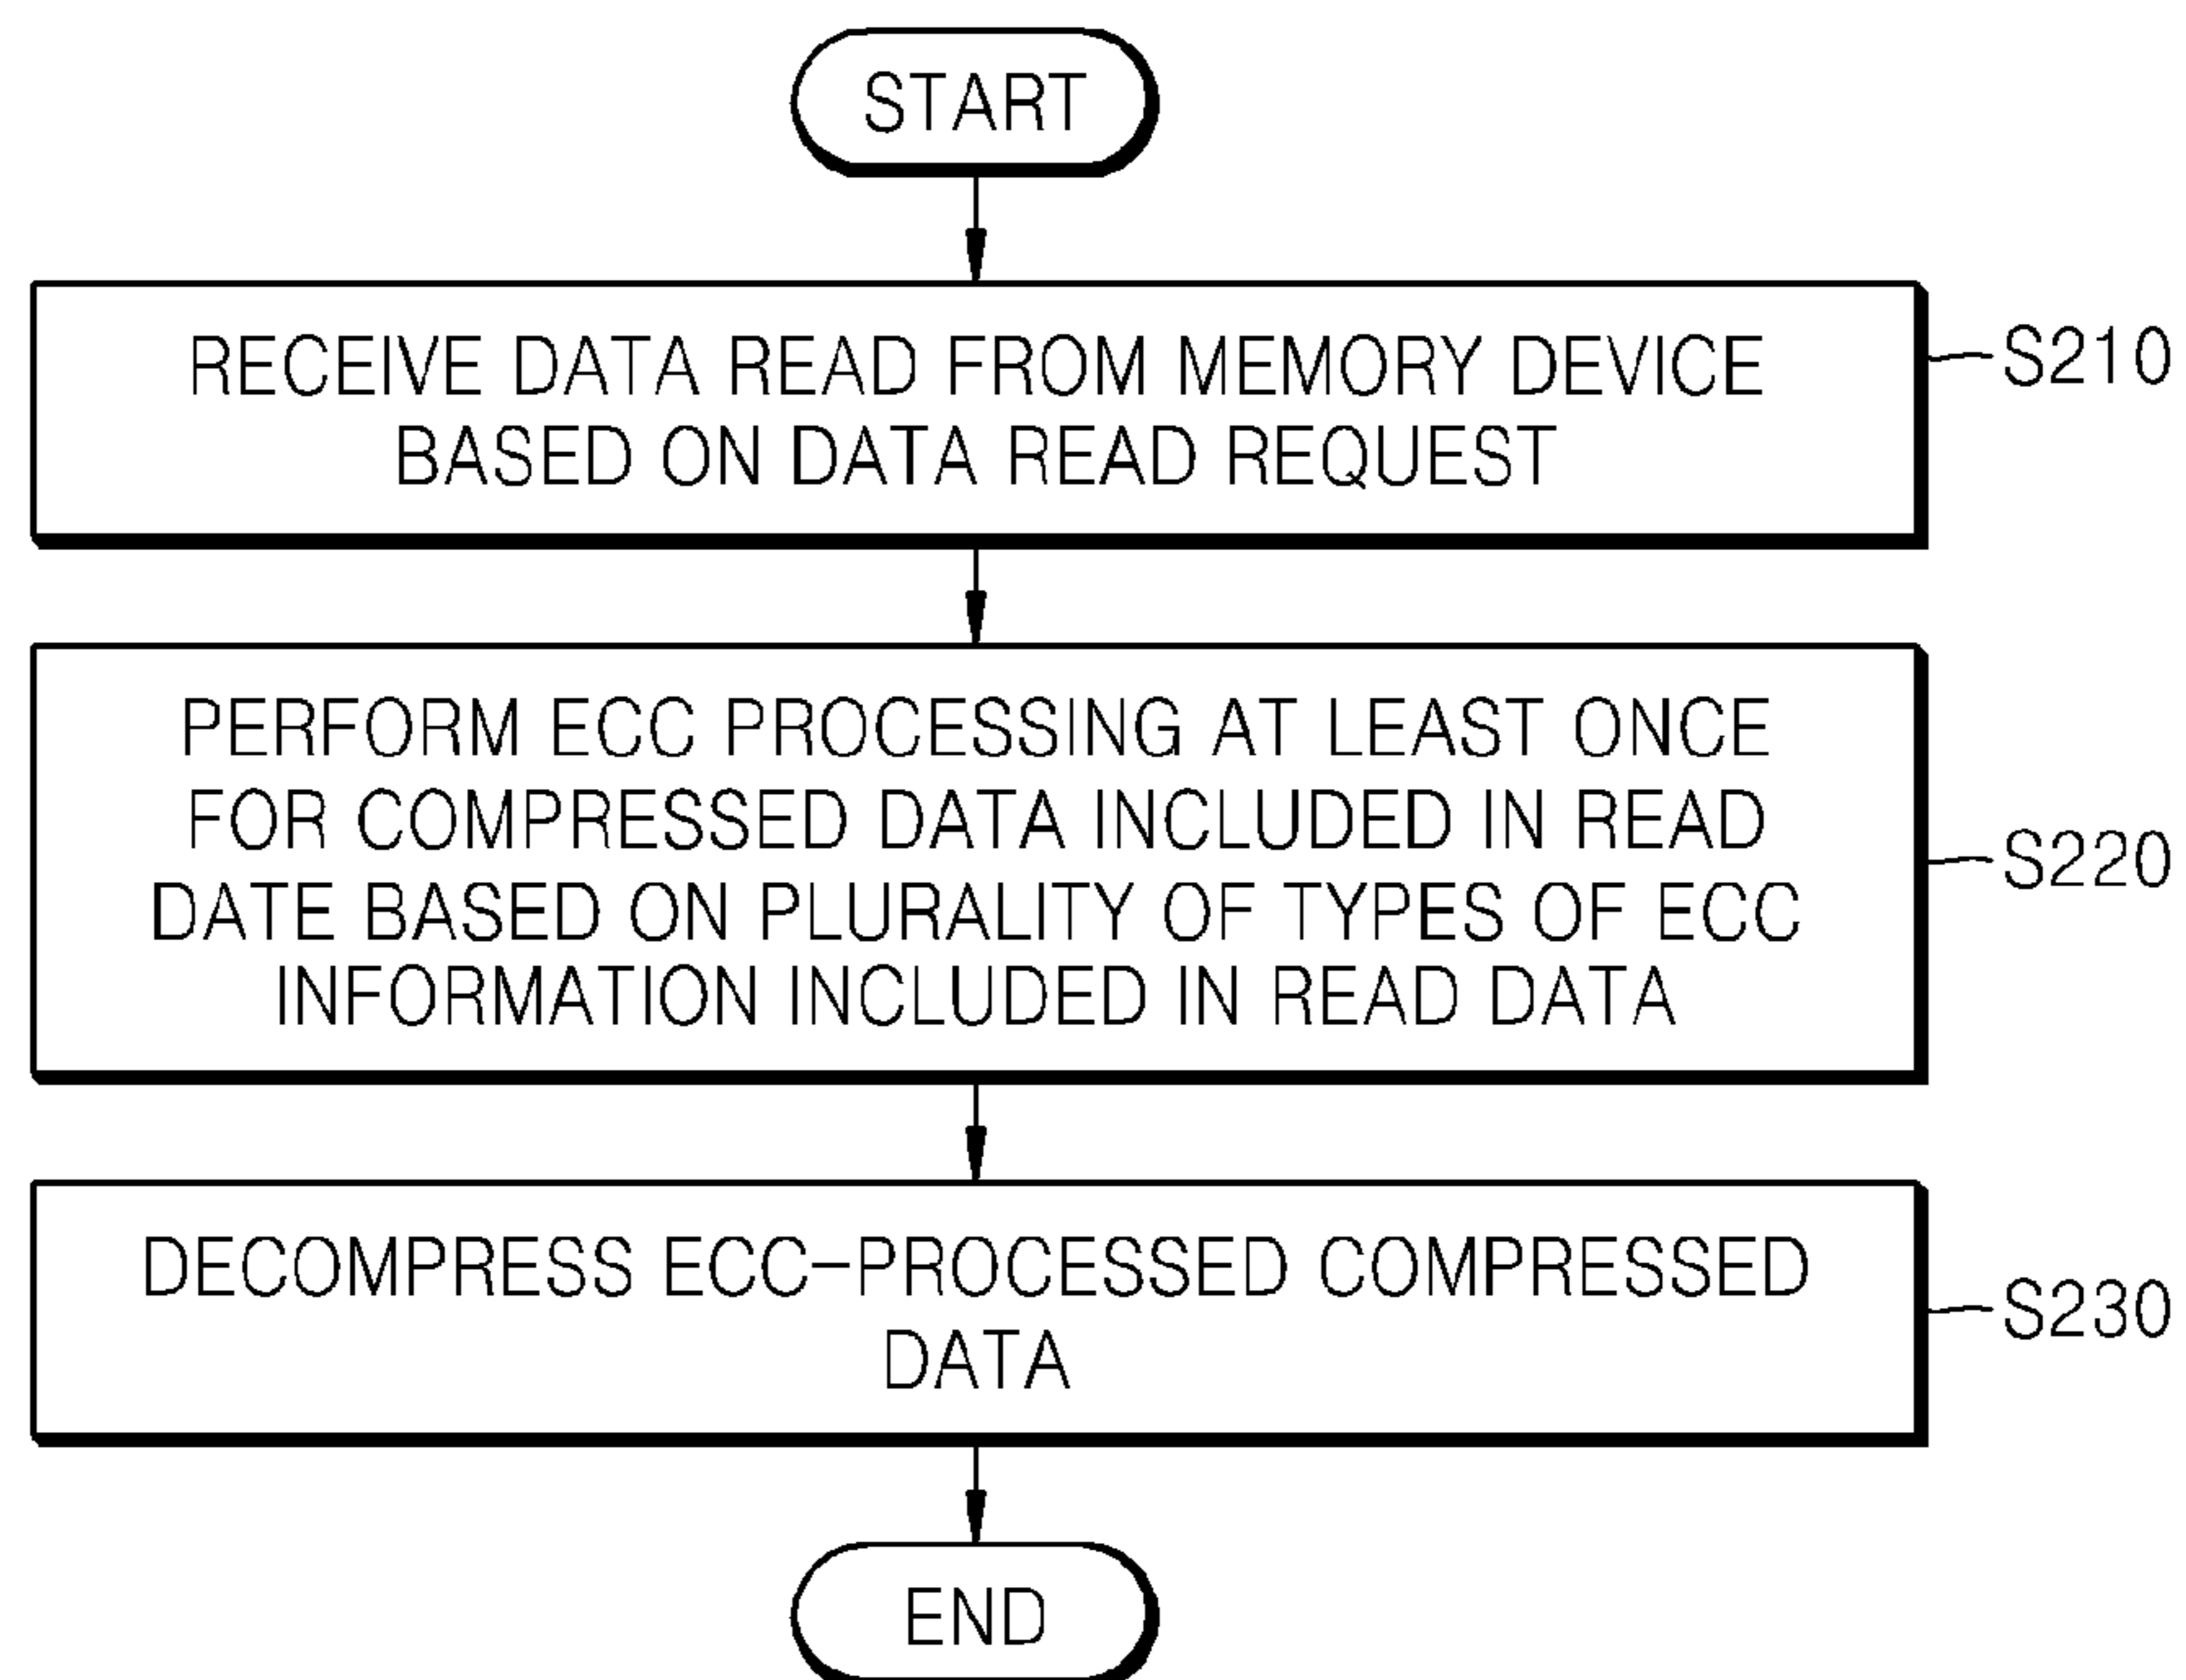 START
RECEIVE DATA READ FROM MEMORY DEVICE
BASED ON DATA READ REQUEST
S210
PERFORM ECC PROCESSING AT LEAST ONCE
FOR COMPRESSED DATA INCLUDED IN READ
DATE BASED ON PLURALITY OF TYPES OF ECC
INFORMATION INCLUDED IN READ DATA
S220
DECOMPRESS ECC-PROCESSED COMPRESSED
DATA
S230
END